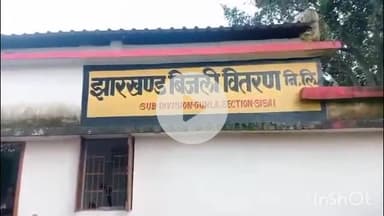 झारखण्ड बिजली वितरण नि.लि.
SUB DIVISION-GUMLA, SECTION-SISAI
InShOt